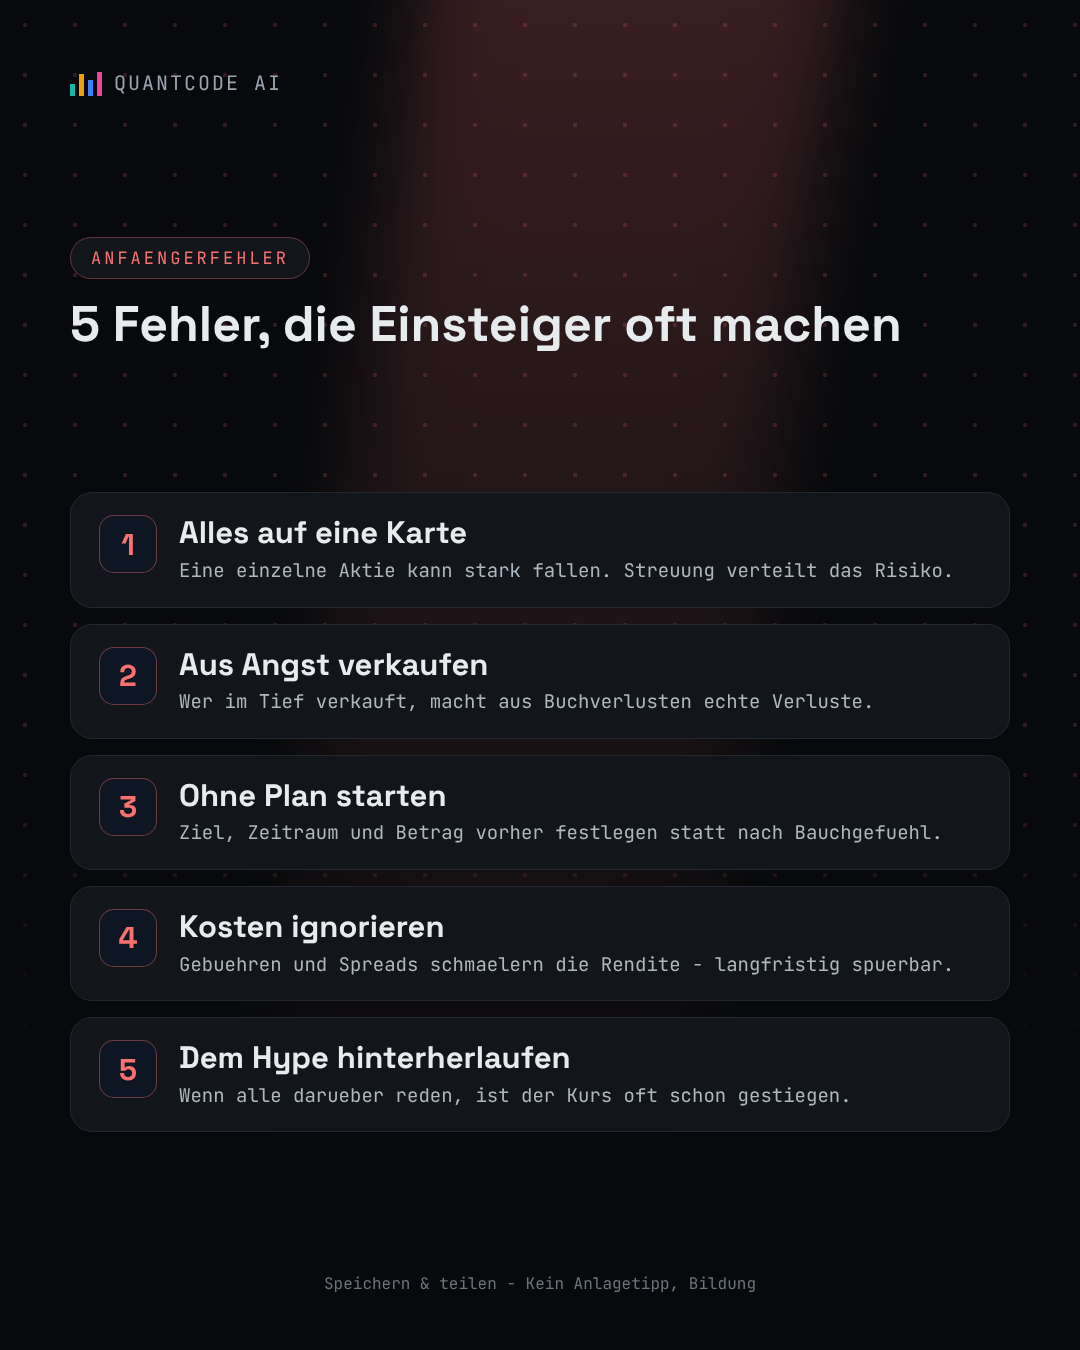 QUANTCODE AI
ANFAENGERFEHLER
5 Fehler, die Einsteiger oft machen
1
Alles auf eine Karte
Eine einzelne Aktie kann stark fallen. Streuung verteilt das Risiko.
2
Aus Angst verkaufen
Wer im Tief verkauft, macht aus Buchverlusten echte Verluste.
3
Ohne Plan starten
Ziel, Zeitraum und Betrag vorher festlegen statt nach Bauchgefuehl.
4
Kosten ignorieren
Gebuehren und Spreads schmaelern die Rendite - langfristig spuerbar.
5
Dem Hype hinterherlaufen
Wenn alle darueber reden, ist der Kurs oft schon gestiegen.
Speichern & teilen - Kein Anlagetipp, Bildung